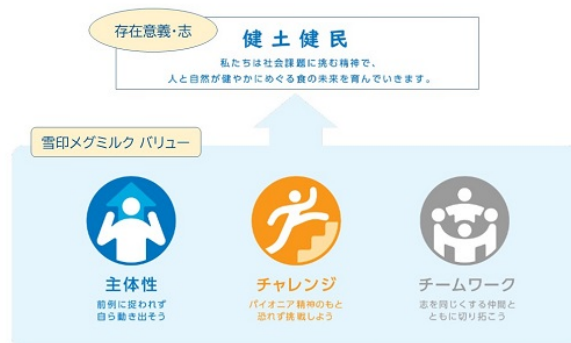 存在意義・志
健土健民
私たちは社会課題に挑む精神で、
人と自然が健やかにめぐる食の未来を育んでいきます。
雪印メグミルク バリュー
主体性
前例に捉われず
自ら動き出そう
チャレンジ
パイオニア精神のもと
恐れず挑戦しよう
チームワーク
志を同じくする仲間と
ともに切り拓こう